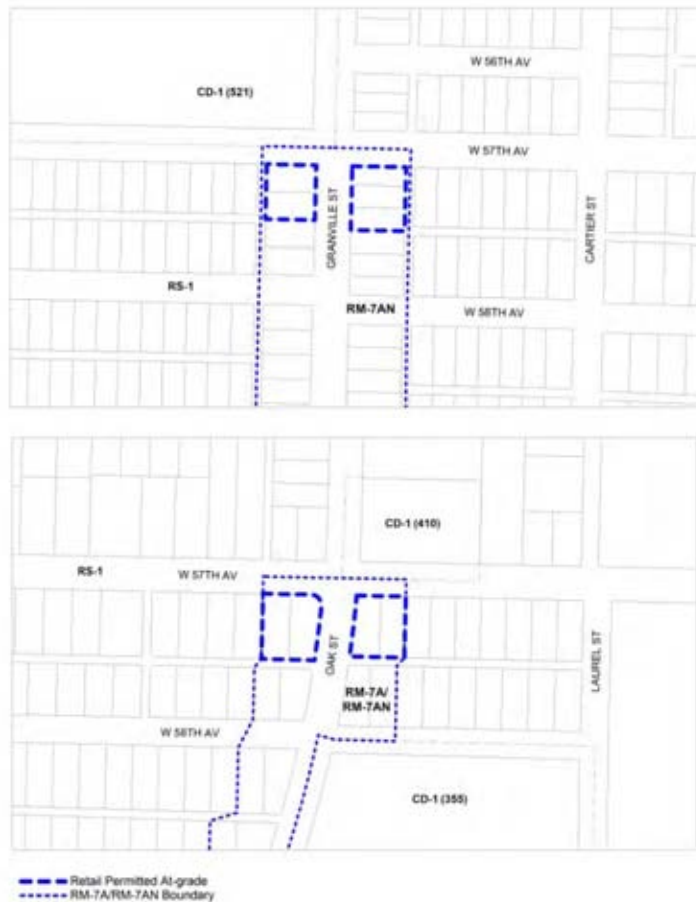 W 56TH AV
CD-1 (521)
W 57TH AV
GRANVILLE ST
CARTIER ST
RS-1
RM-7AN
W 58TH AV
CD-1 (410)
RS-1
W 57TH AV
OAK ST
LAUREL ST
RM-7A/
RM-7AN
W 58TH AV
CD-1 (355)
Retail Permitted At-grade
RM-7A/RM-7AN Boundary